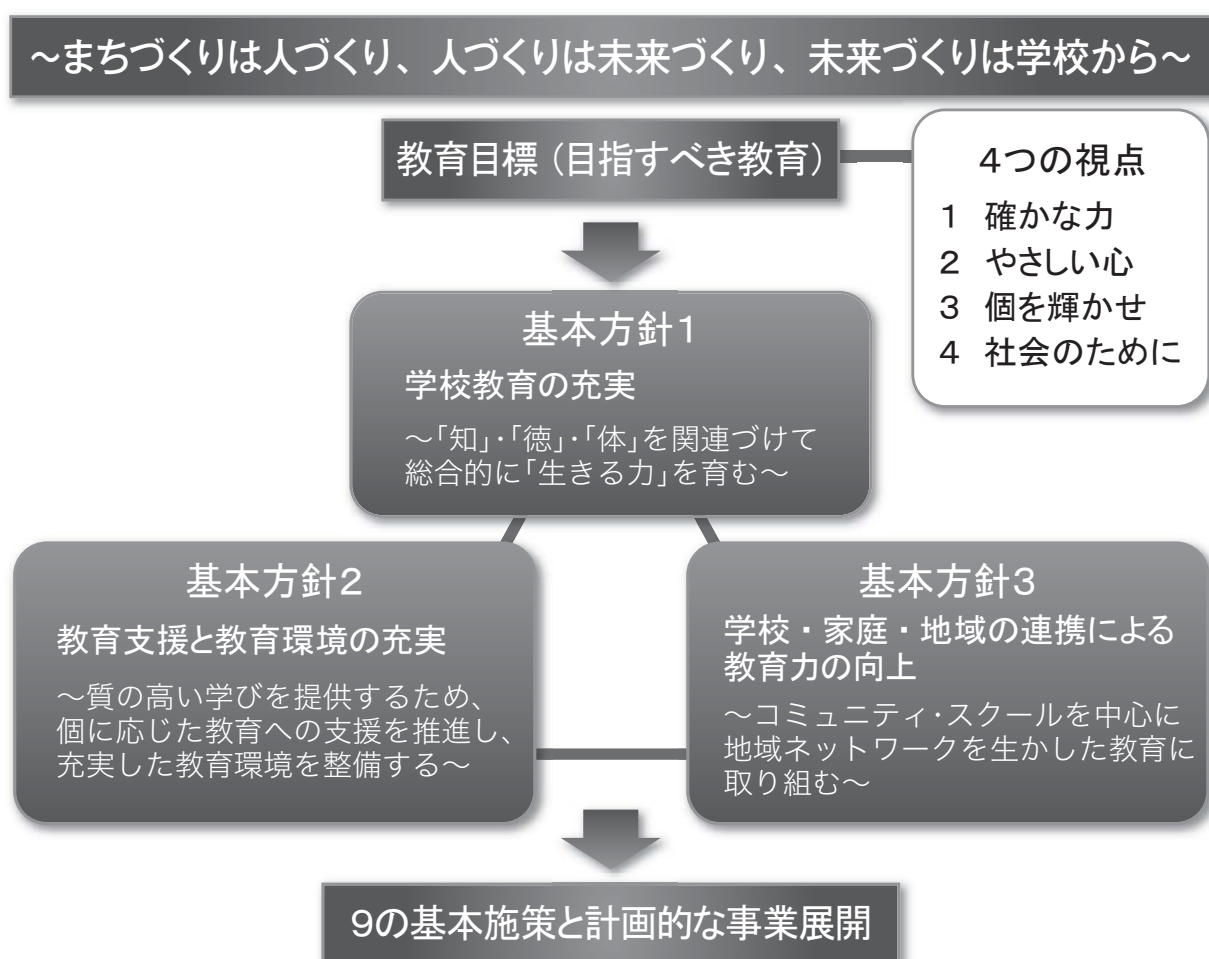 ～まちづくりは人づくり、人づくりは未来づくり、未来づくりは学校から～
教育目標（目指すべき教育）
4つの視点
1 確かな力
2 やさしい心
3 個を輝かせ
4 社会のために
基本方針1
学校教育の充実
～「知」・「徳」・「体」を関連づけて
総合的に「生きる力」を育む～
基本方針2
教育支援と教育環境の充実
～質の高い学びを提供するため、
個に応じた教育への支援を推進し、
充実した教育環境を整備する～
基本方針3
学校・家庭・地域の連携による
教育力の向上
～コミュニティ・スクールを中心に
地域ネットワークを生かした教育に
取り組む～
9の基本施策と計画的な事業展開